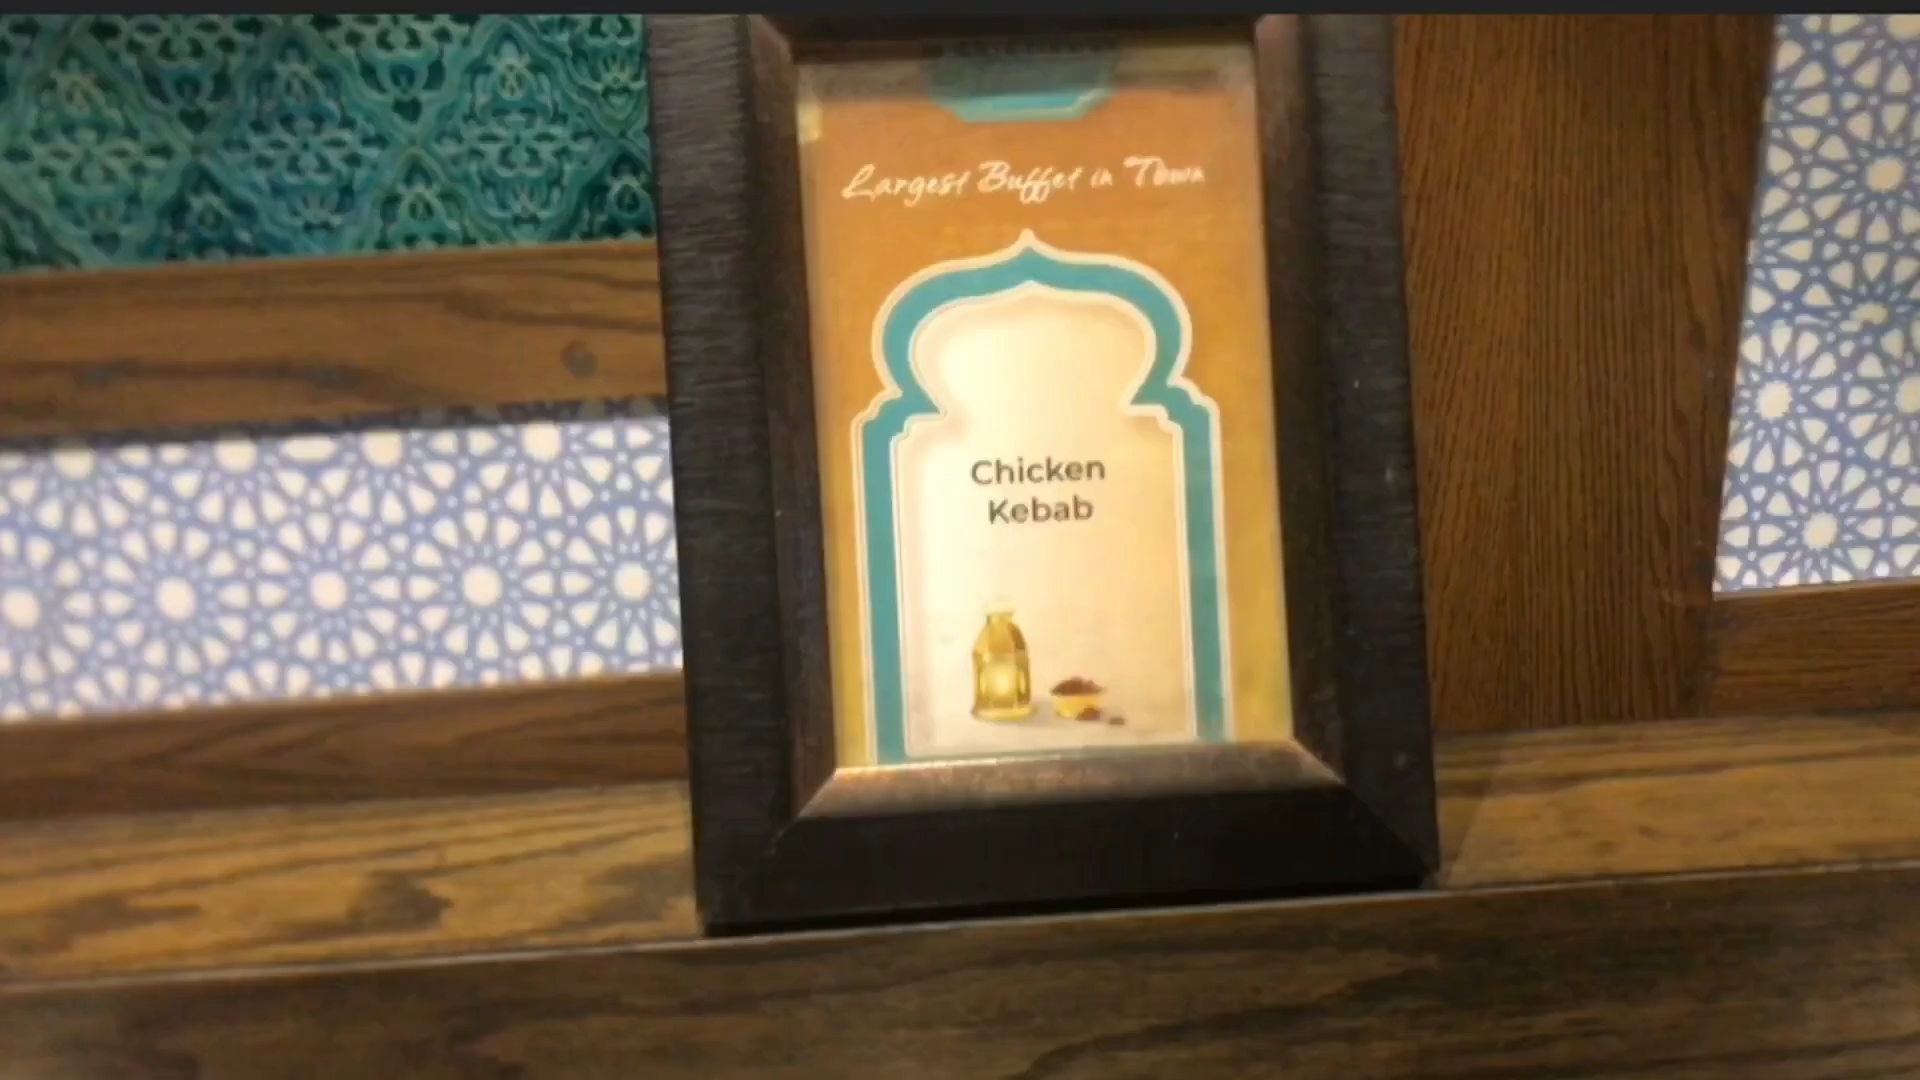 Largest Buffet in Town
Chicken
Kebab